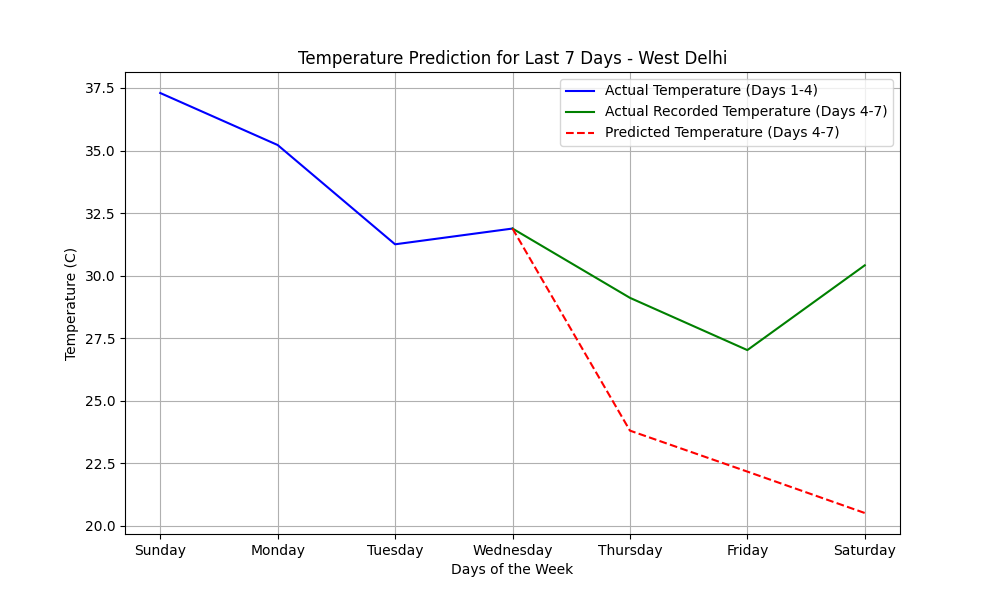 Temperature Prediction for Last 7 Days - West Delhi
Actual Temperature (Days 1-4)
Actual Recorded Temperature (Days 4-7)
Predicted Temperature (Days 4-7)
Temperature (C)
37.5
35.0
32.5
30.0
27.5
25.0
22.5
20.0
Sunday Monday Tuesday Wednesday Thursday Friday Saturday
Days of the Week